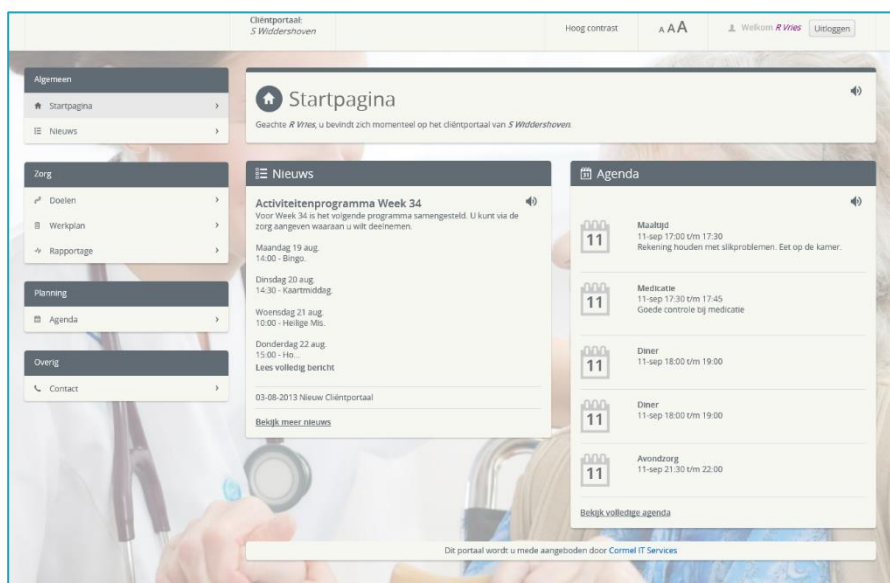 Cliëntportaal:
S Widdershoven
Hoog contrast
A A A
Welkom R Vries
Uitloggen
Algemeen
Startpagina
Nieuws
Zorg
Doelen
Werkplan
Rapportage
Planning
Agenda
Overig
Contact
Startpagina
Geachte R Vries, u bevindt zich momenteel op het cliëntportaal van S Widdershoven.
Nieuws
Activiteitenprogramma Week 34
Voor Week 34 is het volgende programma samengesteld. U kunt via de
zorg aangeven waaraan u wilt deelnemen.
Maandag 19 aug.
14:00 - Bingo.
Dinsdag 20 aug.
14:30 - Kaartmiddag.
Woensdag 21 aug.
10:00 - Heilige Mis.
Donderdag 22 aug.
15:00 - Ho...
Lees volledig bericht
03-08-2013 Nieuw Cliëntportaal
Bekijk meer nieuws
31 Agenda
11
Maaltijd
11-sep 17:00 t/m 17:30
Rekening houden met slikproblemen. Eet op de kamer.
11
Medicatie
11-sep 17:30 t/m 17:45
Goede controle bij medicatie
11
Diner
11-sep 18:00 t/m 19:00
11
Diner
11-sep 18:00 t/m 19:00
11
Avondzorg
11-sep 21:30 t/m 22:00
Bekijk volledige agenda
Dit portaal wordt u mede aangeboden door Cormel IT Services